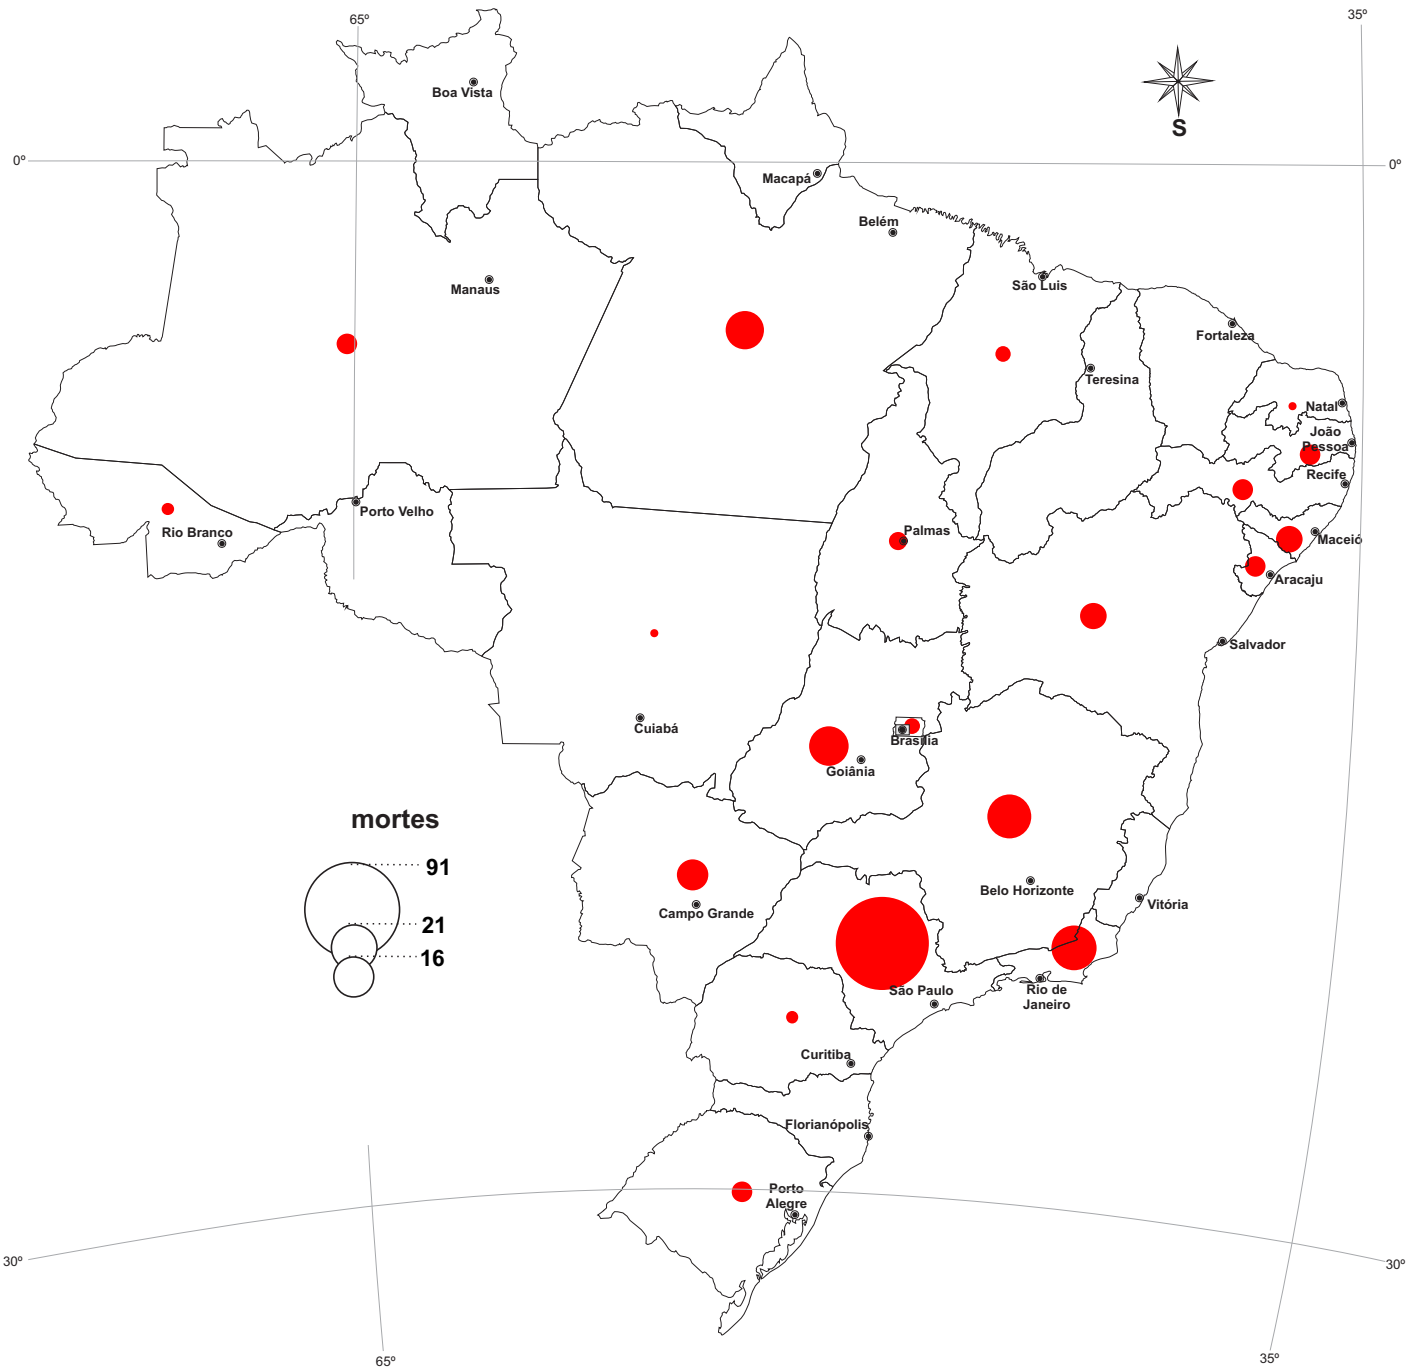 65º
35º
Boa Vista
S
0º
0º
Macapá
Belém
São Luis
Manaus
Fortaleza
Teresina
Natal
João
Pessoa
Recife
Porto Velho
Rio Branco
Palmas
Maceió
Aracaju
Salvador
Cuiabá
Brasília
Goiânia
mortes
91
21
16
Belo Horizonte
Vitória
Campo Grande
São Paulo
Rio de
Janeiro
Curitiba
Florianópolis
Porto
Alegre
30º
30º
65º
35º